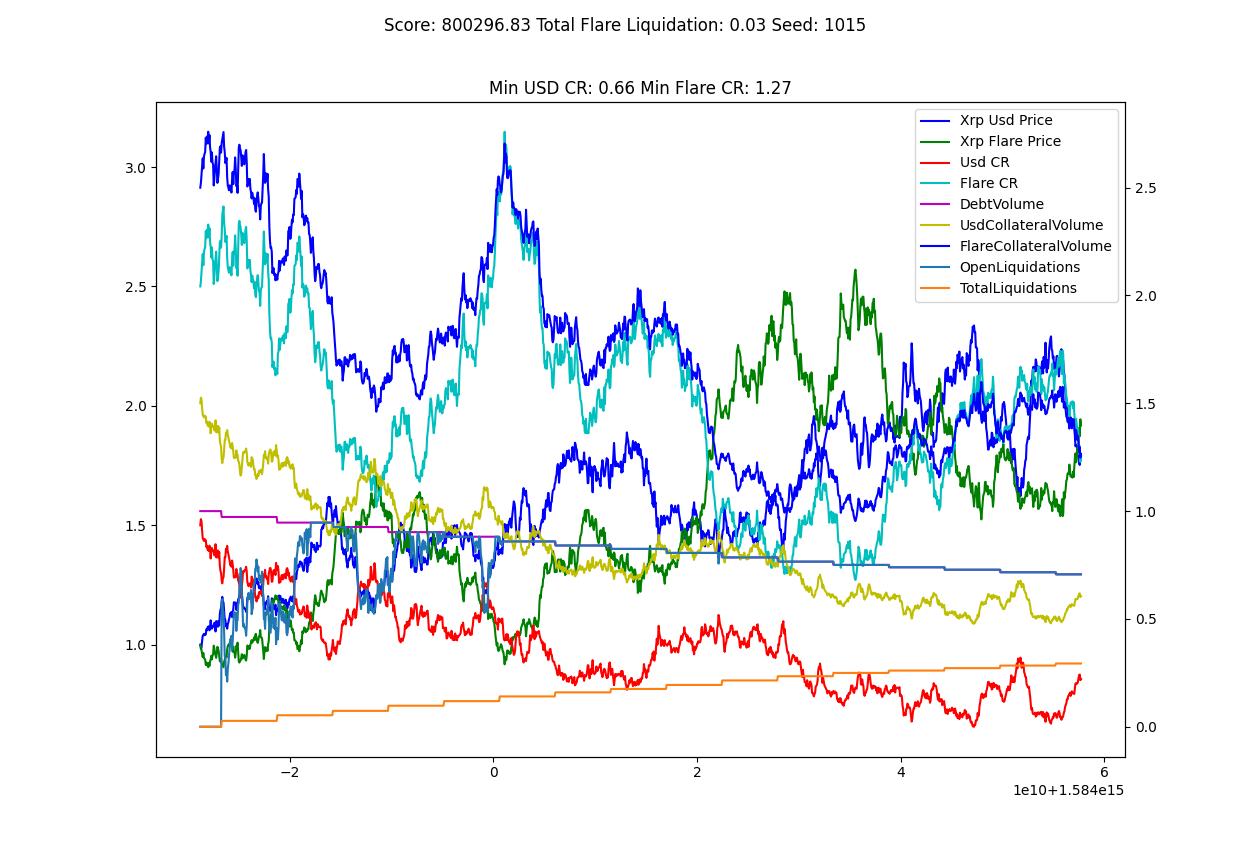 Score: 800296.83 Total Flare Liquidation: 0.03 Seed: 1015
Min USD CR: 0.66 Min Flare CR: 1.27
Xrp Usd Price
Xrp Flare Price
Usd CR
Flare CR
DebtVolume
UsdCollateralVolume
FlareCollateralVolume
OpenLiquidations
TotalLiquidations
3.0
2.5
2.0
1.5
1.0
2.5
2.0
1.5
1.0
0.5
0.0
−2
0
2
4
6
1e10+1.584e15